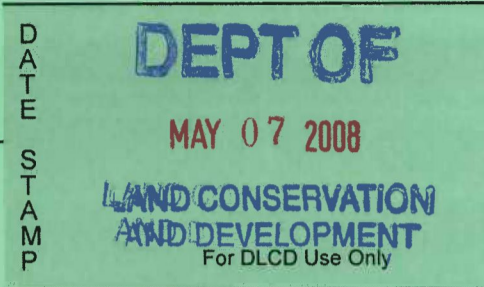 DATE STAMP
DEPT OF
MAY 07 2008
LAND CONSERVATION
AND DEVELOPMENT
For DLCD Use Only